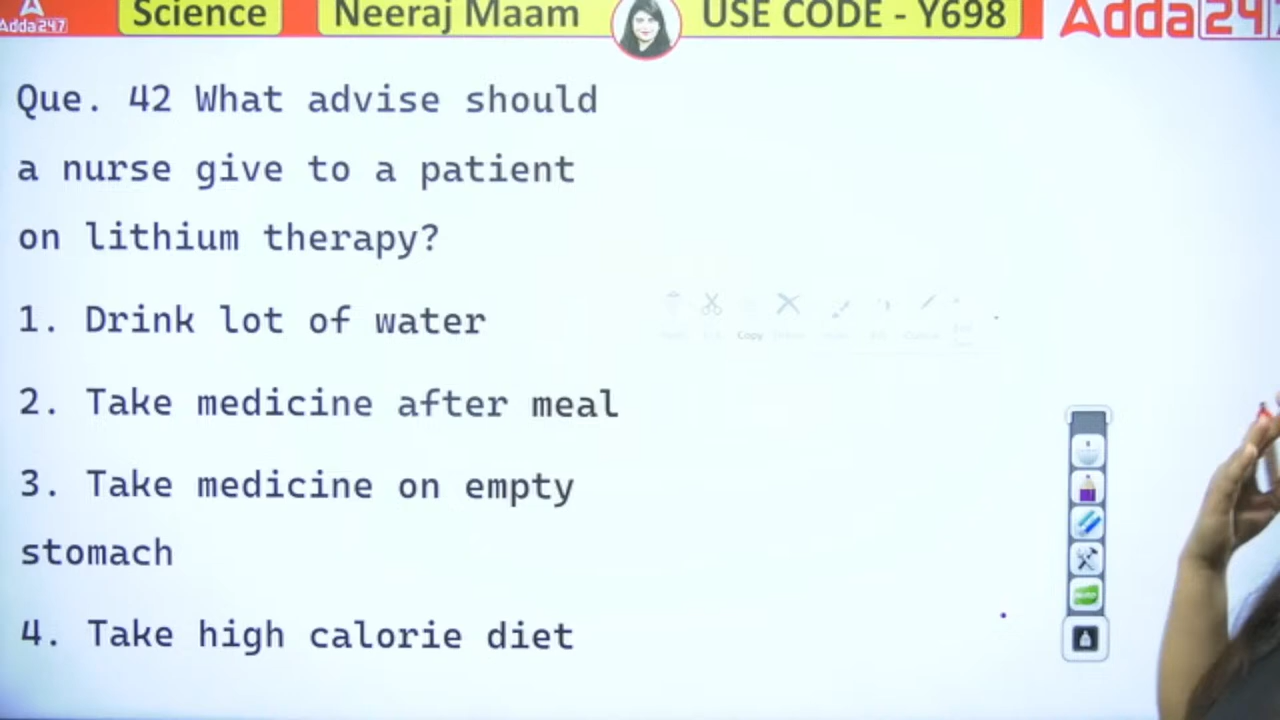 Adda247
Science
Neeraj Maam
USE CODE - Y698
Adda24
Que. 42 What advise should
a nurse give to a patient
on lithium therapy?
1. Drink lot of water
Copy
2. Take medicine after meal
3. Take medicine on empty
stomach
4. Take high calorie diet